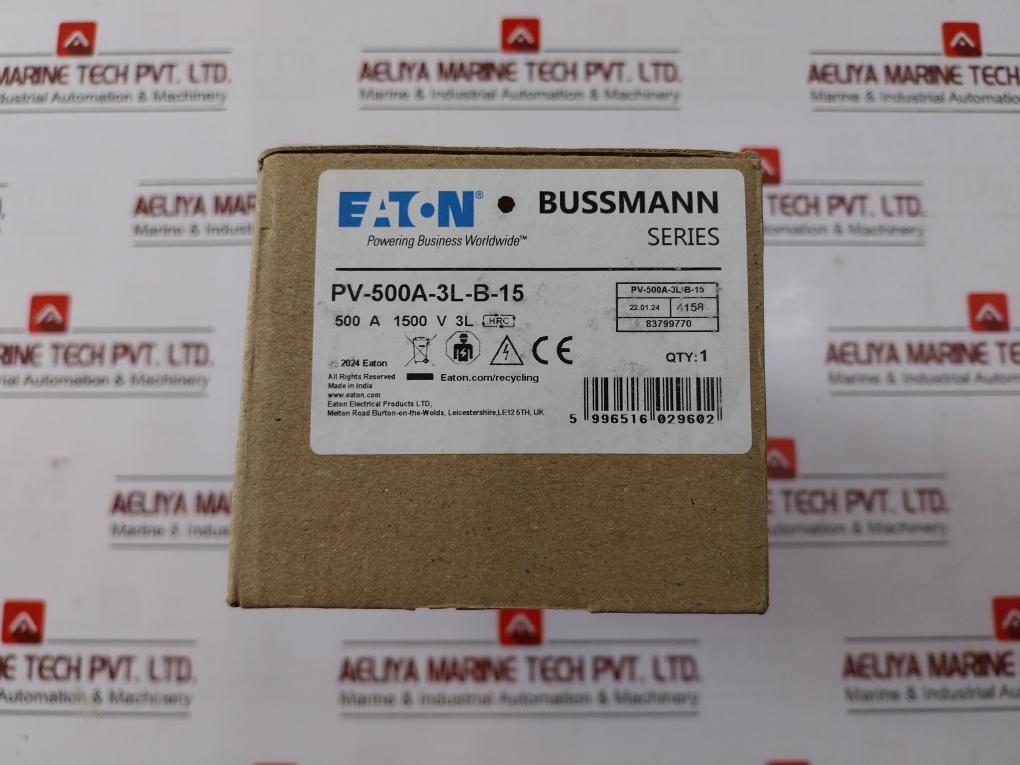 AELIYA MARINE TECH PVT. LTD.
Marine & Industrial Automation & Machinery
EATON® • BUSSMANN
Powering Business Worldwide™ SERIES
PV-500A-3L-B-15
500 A 1500 V 3L HRC
PV-500A-3L-B-15
22.01.24 4158
83799770
© 2024 Eaton
All Rights Reserved
Made in India
www.eaton.com
Eaton Electrical Products LTD,
Melton Road Burton-on-the-Wolds, Leicestershire,LE12 5TH, UK
CE
Eaton.com/recycling
QTY:1
5 996516 029602